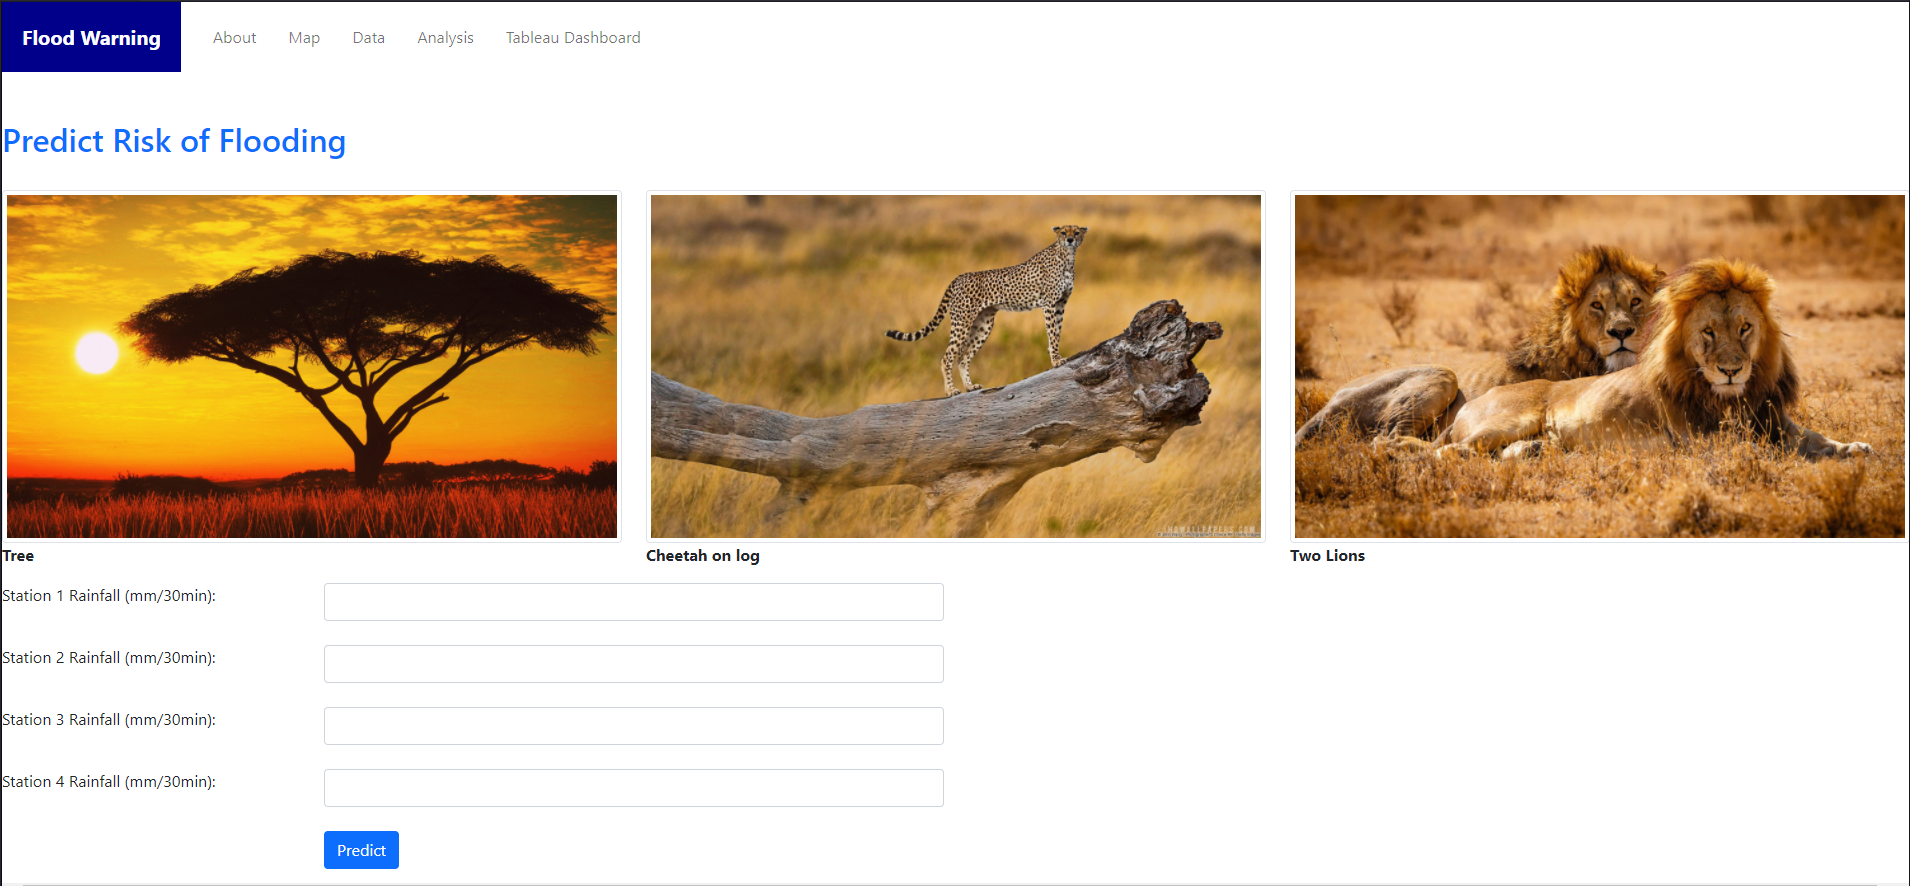 Flood Warning About Map Data Analysis Tableau Dashboard
Predict Risk of Flooding
Tree Cheetah on log Two Lions
Station 1 Rainfall (mm/30min):
Station 2 Rainfall (mm/30min):
Station 3 Rainfall (mm/30min):
Station 4 Rainfall (mm/30min):
Predict